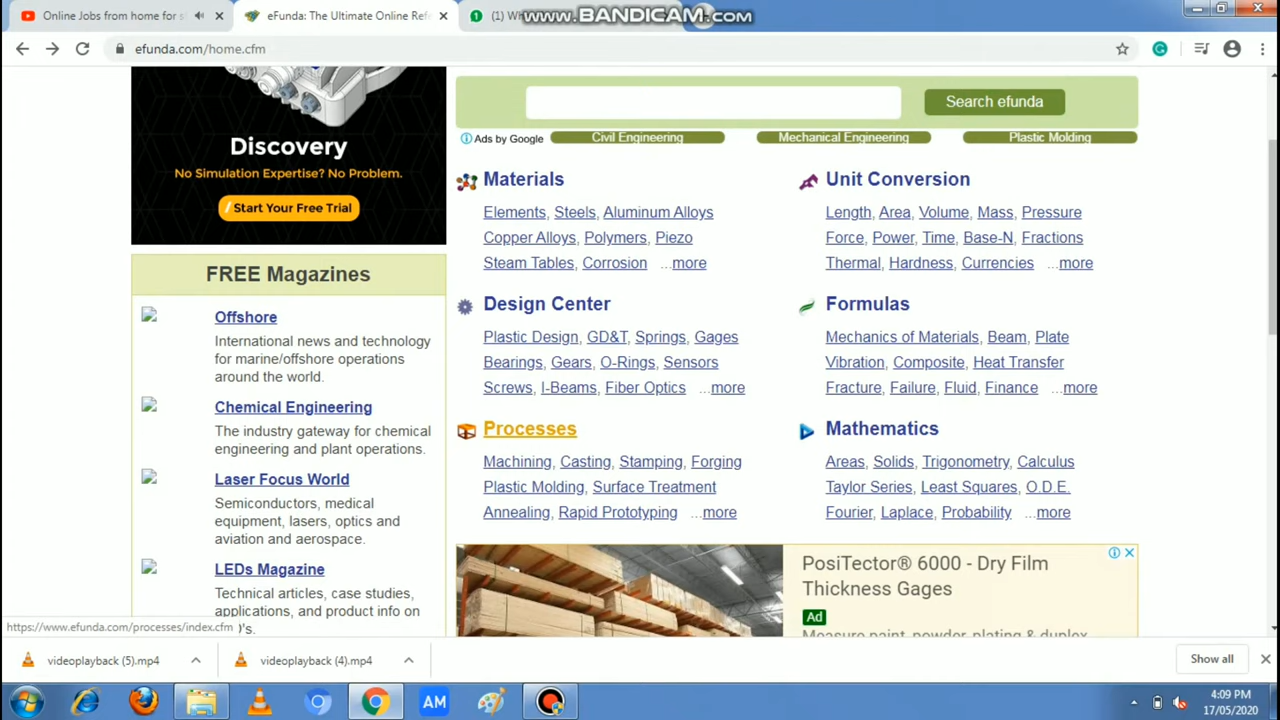 Online Jobs from home for s
eFunda: The Ultimate Online Refe
(1) Wh
www.BANDICAM.com
efunda.com/home.cfm
Discovery
No Simulation Expertise? No Problem.
Start Your Free Trial
Search efunda
Ads by Google
Civil Engineering
Mechanical Engineering
Plastic Molding
Materials
Elements, Steels, Aluminum Alloys
Copper Alloys, Polymers, Piezo
Steam Tables, Corrosion ...more
Unit Conversion
Length, Area, Volume, Mass, Pressure
Force, Power, Time, Base-N, Fractions
Thermal, Hardness, Currencies ...more
FREE Magazines
Offshore
International news and technology
for marine/offshore operations
around the world.
Chemical Engineering
The industry gateway for chemical
engineering and plant operations.
Laser Focus World
Semiconductors, medical
equipment, lasers, optics and
aviation and aerospace.
LEDs Magazine
Technical articles, case studies,
applications, and product info on
)'s.
Design Center
Plastic Design, GD&T, Springs, Gages
Bearings, Gears, O-Rings, Sensors
Screws, I-Beams, Fiber Optics ...more
Formulas
Mechanics of Materials, Beam, Plate
Vibration, Composite, Heat Transfer
Fracture, Failure, Fluid, Finance ...more
Processes
Machining, Casting, Stamping, Forging
Plastic Molding, Surface Treatment
Annealing, Rapid Prototyping ...more
Mathematics
Areas, Solids, Trigonometry, Calculus
Taylor Series, Least Squares, O.D.E.
Fourier, Laplace, Probability ...more
PosiTector® 6000 - Dry Film
Thickness Gages
Ad
Measure paint, powder, plating & duplex
https://www.efunda.com/processes/index.cfm
videoplayback (5).mp4
videoplayback (4).mp4
Show all
AM
4:09 PM
17/05/2020